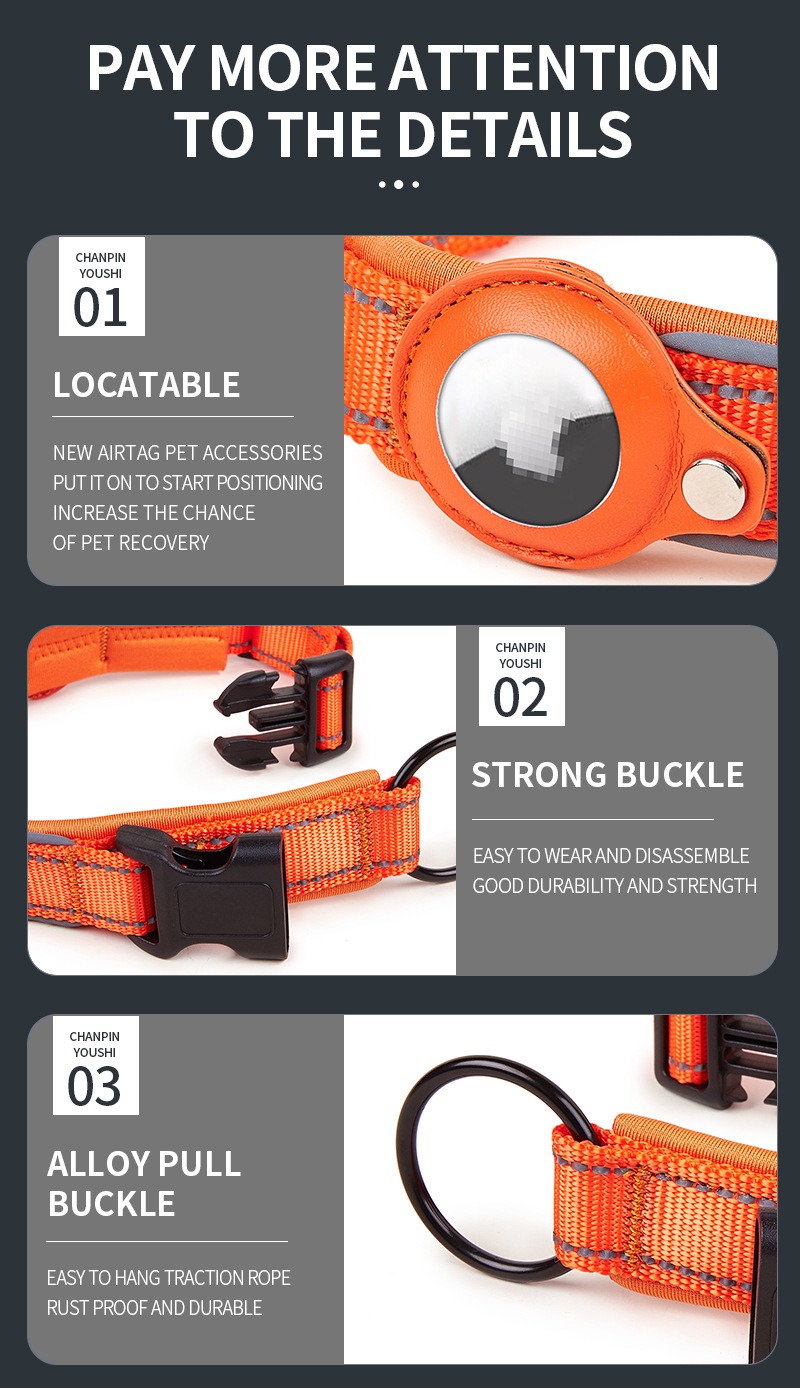 PAY MORE ATTENTION
TO THE DETAILS
CHANPIN
YOUSHI
01
LOCATABLE
NEW AIRTAG PET ACCESSORIES
PUT IT ON TO START POSITIONING
INCREASE THE CHANCE
OF PET RECOVERY
CHANPIN
YOUSHI
02
STRONG BUCKLE
EASY TO WEAR AND DISASSEMBLE
GOOD DURABILITY AND STRENGTH
CHANPIN
YOUSHI
03
ALLOY PULL
BUCKLE
EASY TO HANG TRACTION ROPE
RUST PROOF AND DURABLE